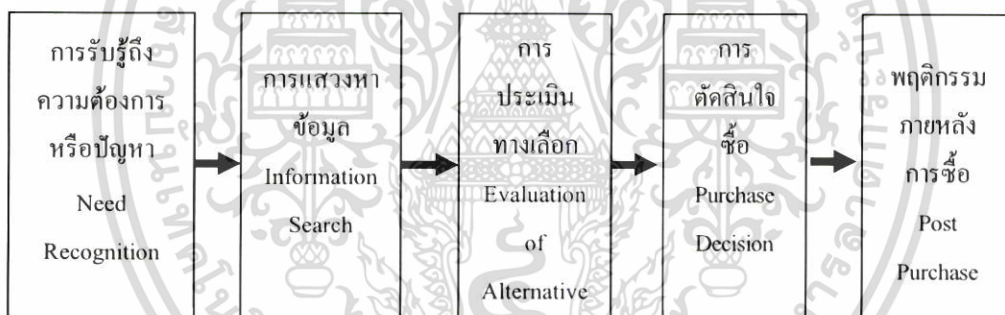 การรับรู้ถึง
ความต้องการ
หรือปัญหา
Need
Recognition
การแสวงหา
ข้อมูล
Information
Search
การ
ประเมิน
ทางเลือก
Evaluation
of
Alternative
การ
ตัดสินใจ
ซื้อ
Purchase
Decision
พฤติกรรม
ภายหลัง
การซื้อ
Post
Purchase